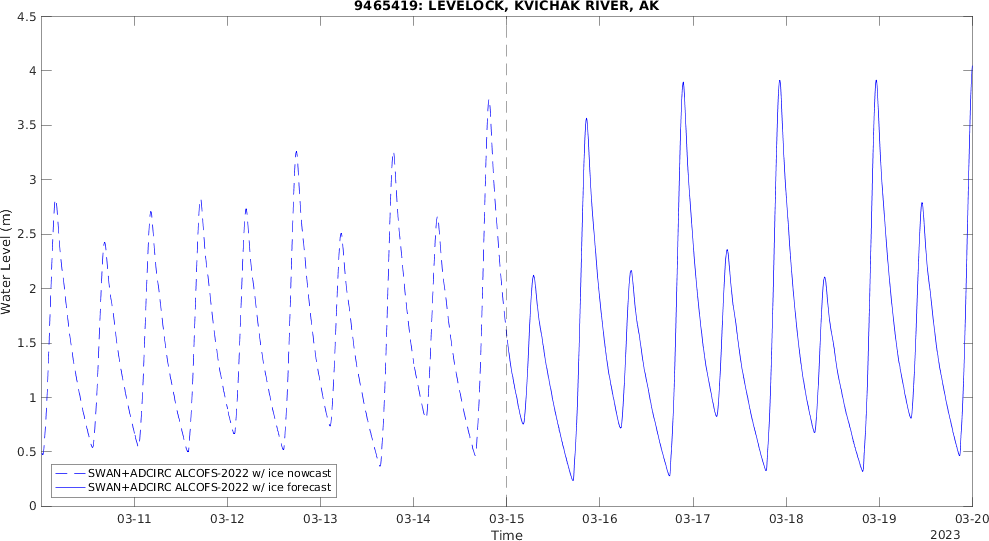 9465419: LEVELOCK, KVICHAK RIVER, AK
4.5
4
3.5
3
2.5
2
1.5
1
0.5
0
Water Level (m)
SWAN+ADCIRC ALCOFS-2022 w/ ice nowcast
SWAN+ADCIRC ALCOFS-2022 w/ ice forecast
03-11 03-12 03-13 03-14 03-15 03-16 03-17 03-18 03-19 03-20
Time
2023